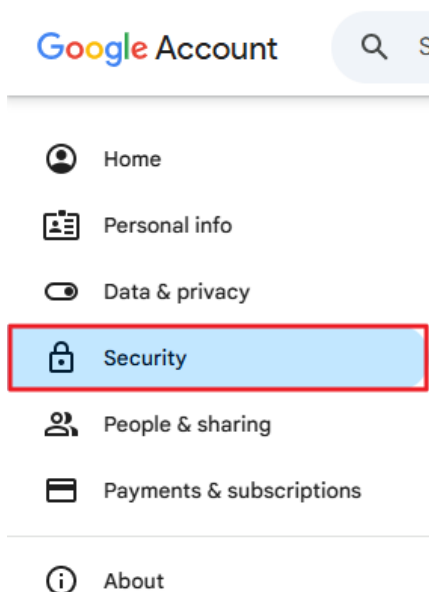 Google Account
S
Home
Personal info
Data & privacy
Security
People & sharing
Payments & subscriptions
About